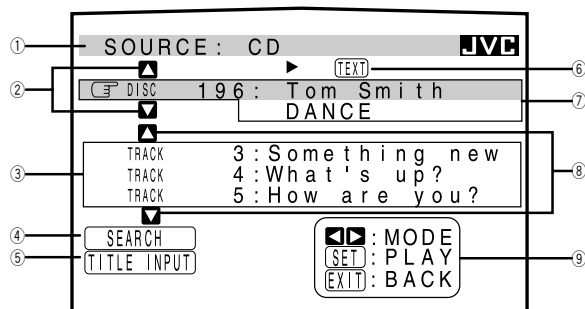 ① SOURCE: CD JVC
② ▲ ► TEXT ⑥
☞ DISC 196: Tom Smith ⑦
▼ DANCE
▲
TRACK 3:Something new
③ TRACK 4:What's up? ⑧
TRACK 5:How are you?
▼
④ SEARCH ◄►:MODE
⑤ TITLE INPUT SET:PLAY ⑨
EXIT:BACK